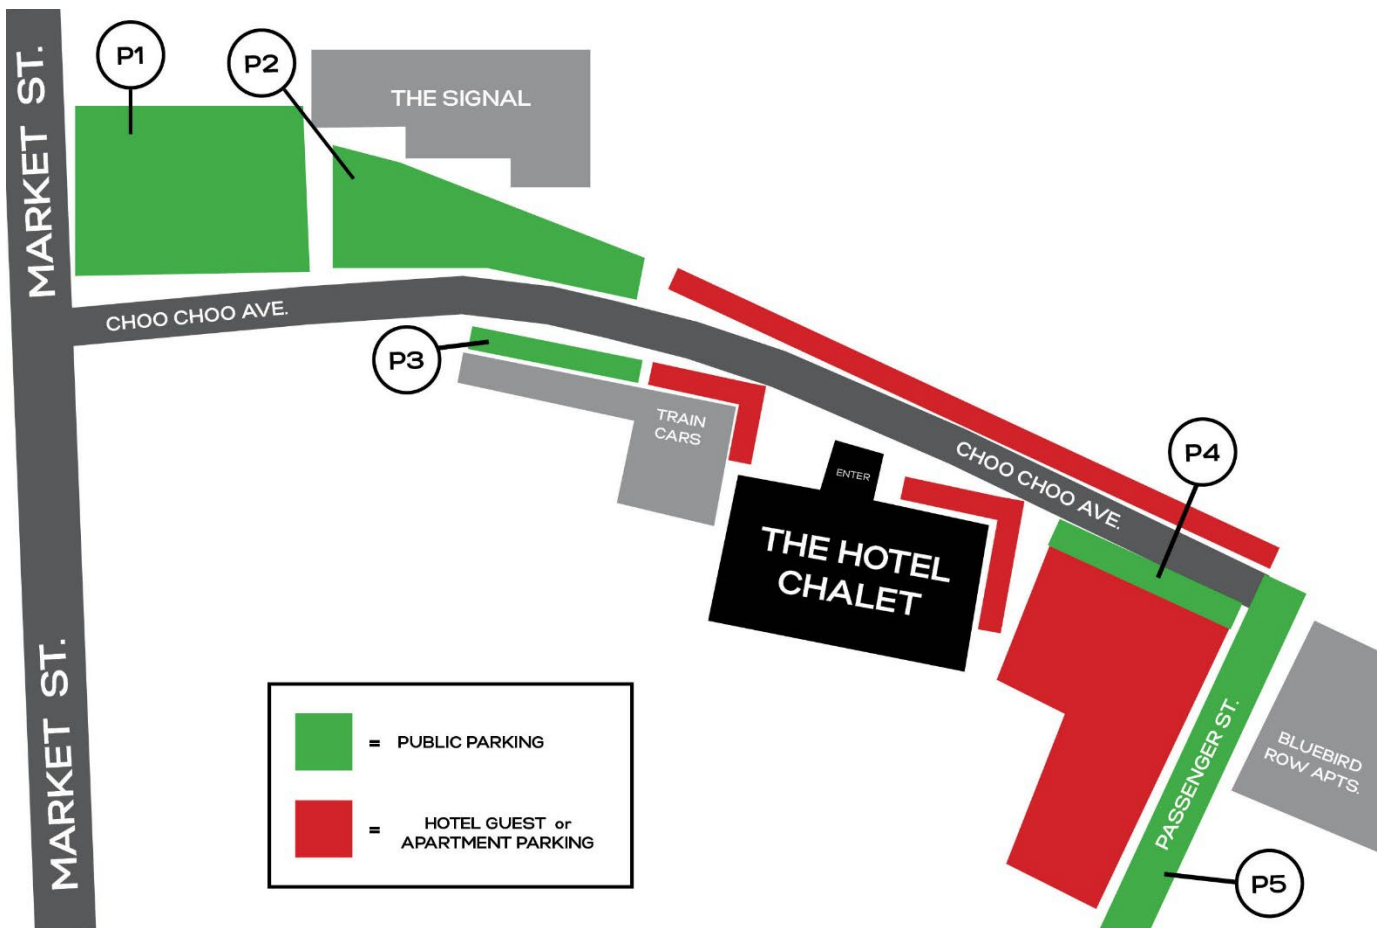 P1
P2
MARKET ST.
THE SIGNAL
CHOO CHOO AVE.
P3
TRAIN
CARS
P4
CHOO CHOO AVE.
ENTER
THE HOTEL
CHALET
MARKET ST.
= PUBLIC PARKING
= HOTEL GUEST or
APARTMENT PARKING
PASSENGER ST.
BLUEBIRD
ROW APTS.
P5